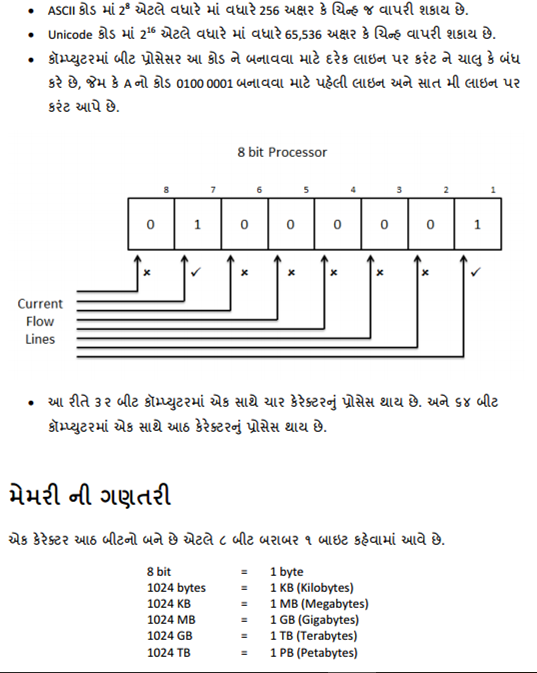 • ASCII કોડ માં 2⁸ એટલે વધારે માં વધારે 256 અક્ષર કે ચિન્હ જ વાપરી શકાય છે.
• Unicode કોડ માં 2¹⁶ એટલે વધારે માં વધારે 65,536 અક્ષર કે ચિન્હ વાપરી શકાય છે.
• કૉમ્પ્યુટરમાં બીટ પ્રોસેસર આ કોડ ને બનાવવા માટે દરેક લાઇન પર કરંટ ને ચાલુ કે બંધ
કરે છે, જેમ કે A નો કોડ 0100 0001 બનાવવા માટે પહેલી લાઇન અને સાત મી લાઇન પર
કરંટ આપે છે.
8 bit Processor
8 7 6 5 4 3 2 1
0 1 0 0 0 0 0 1
× ✓ × × × × × ✓
Current
Flow
Lines
• આ રીતે ૩૨ બીટ કૉમ્પ્યુટરમાં એક સાથે ચાર કેરેક્ટરનું પ્રોસેસ થાય છે. અને ૬૪ બીટ
કૉમ્પ્યુટરમાં એક સાથે આઠ કેરેક્ટરનું પ્રોસેસ થાય છે.
મેમરી ની ગણતરી
એક કેરેક્ટર આઠ બીટનો બને છે એટલે ૮ બીટ બરાબર ૧ બાઇટ કહેવામાં આવે છે.
8 bit = 1 byte
1024 bytes = 1 KB (Kilobytes)
1024 KB = 1 MB (Megabytes)
1024 MB = 1 GB (Gigabytes)
1024 GB = 1 TB (Terabytes)
1024 TB = 1 PB (Petabytes)